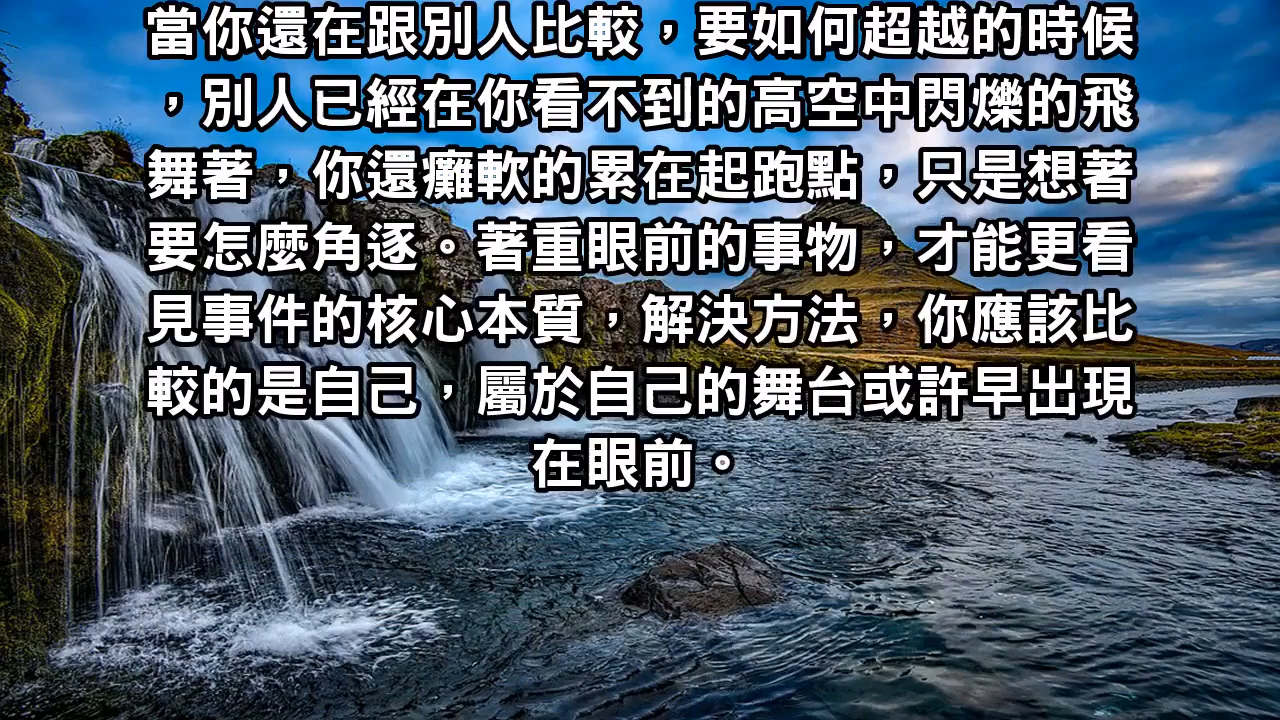 當你還在跟別人比較，要如何超越的時候
，別人已經在你看不到的高空中閃爍的飛
舞著，你還癱軟的累在起跑點，只是想著
要怎麼角逐。著重眼前的事物，才能更看
見事件的核心本質，解決方法，你應該比
較的是自己，屬於自己的舞台或許早出現
在眼前。